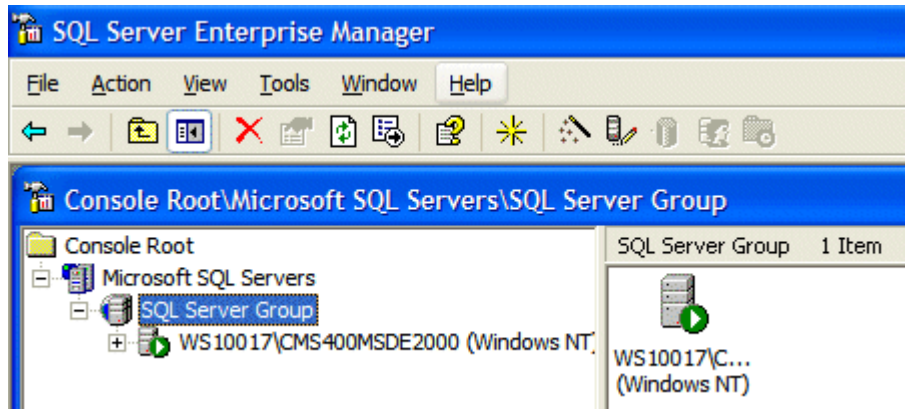 SQL Server Enterprise Manager
File Action View Tools Window Help
Console Root\Microsoft SQL Servers\SQL Server Group
Console Root
SQL Server Group 1 Item
Microsoft SQL Servers
SQL Server Group
WS10017\CMS400MSDE2000 (Windows NT)
WS10017\C...
(Windows NT)